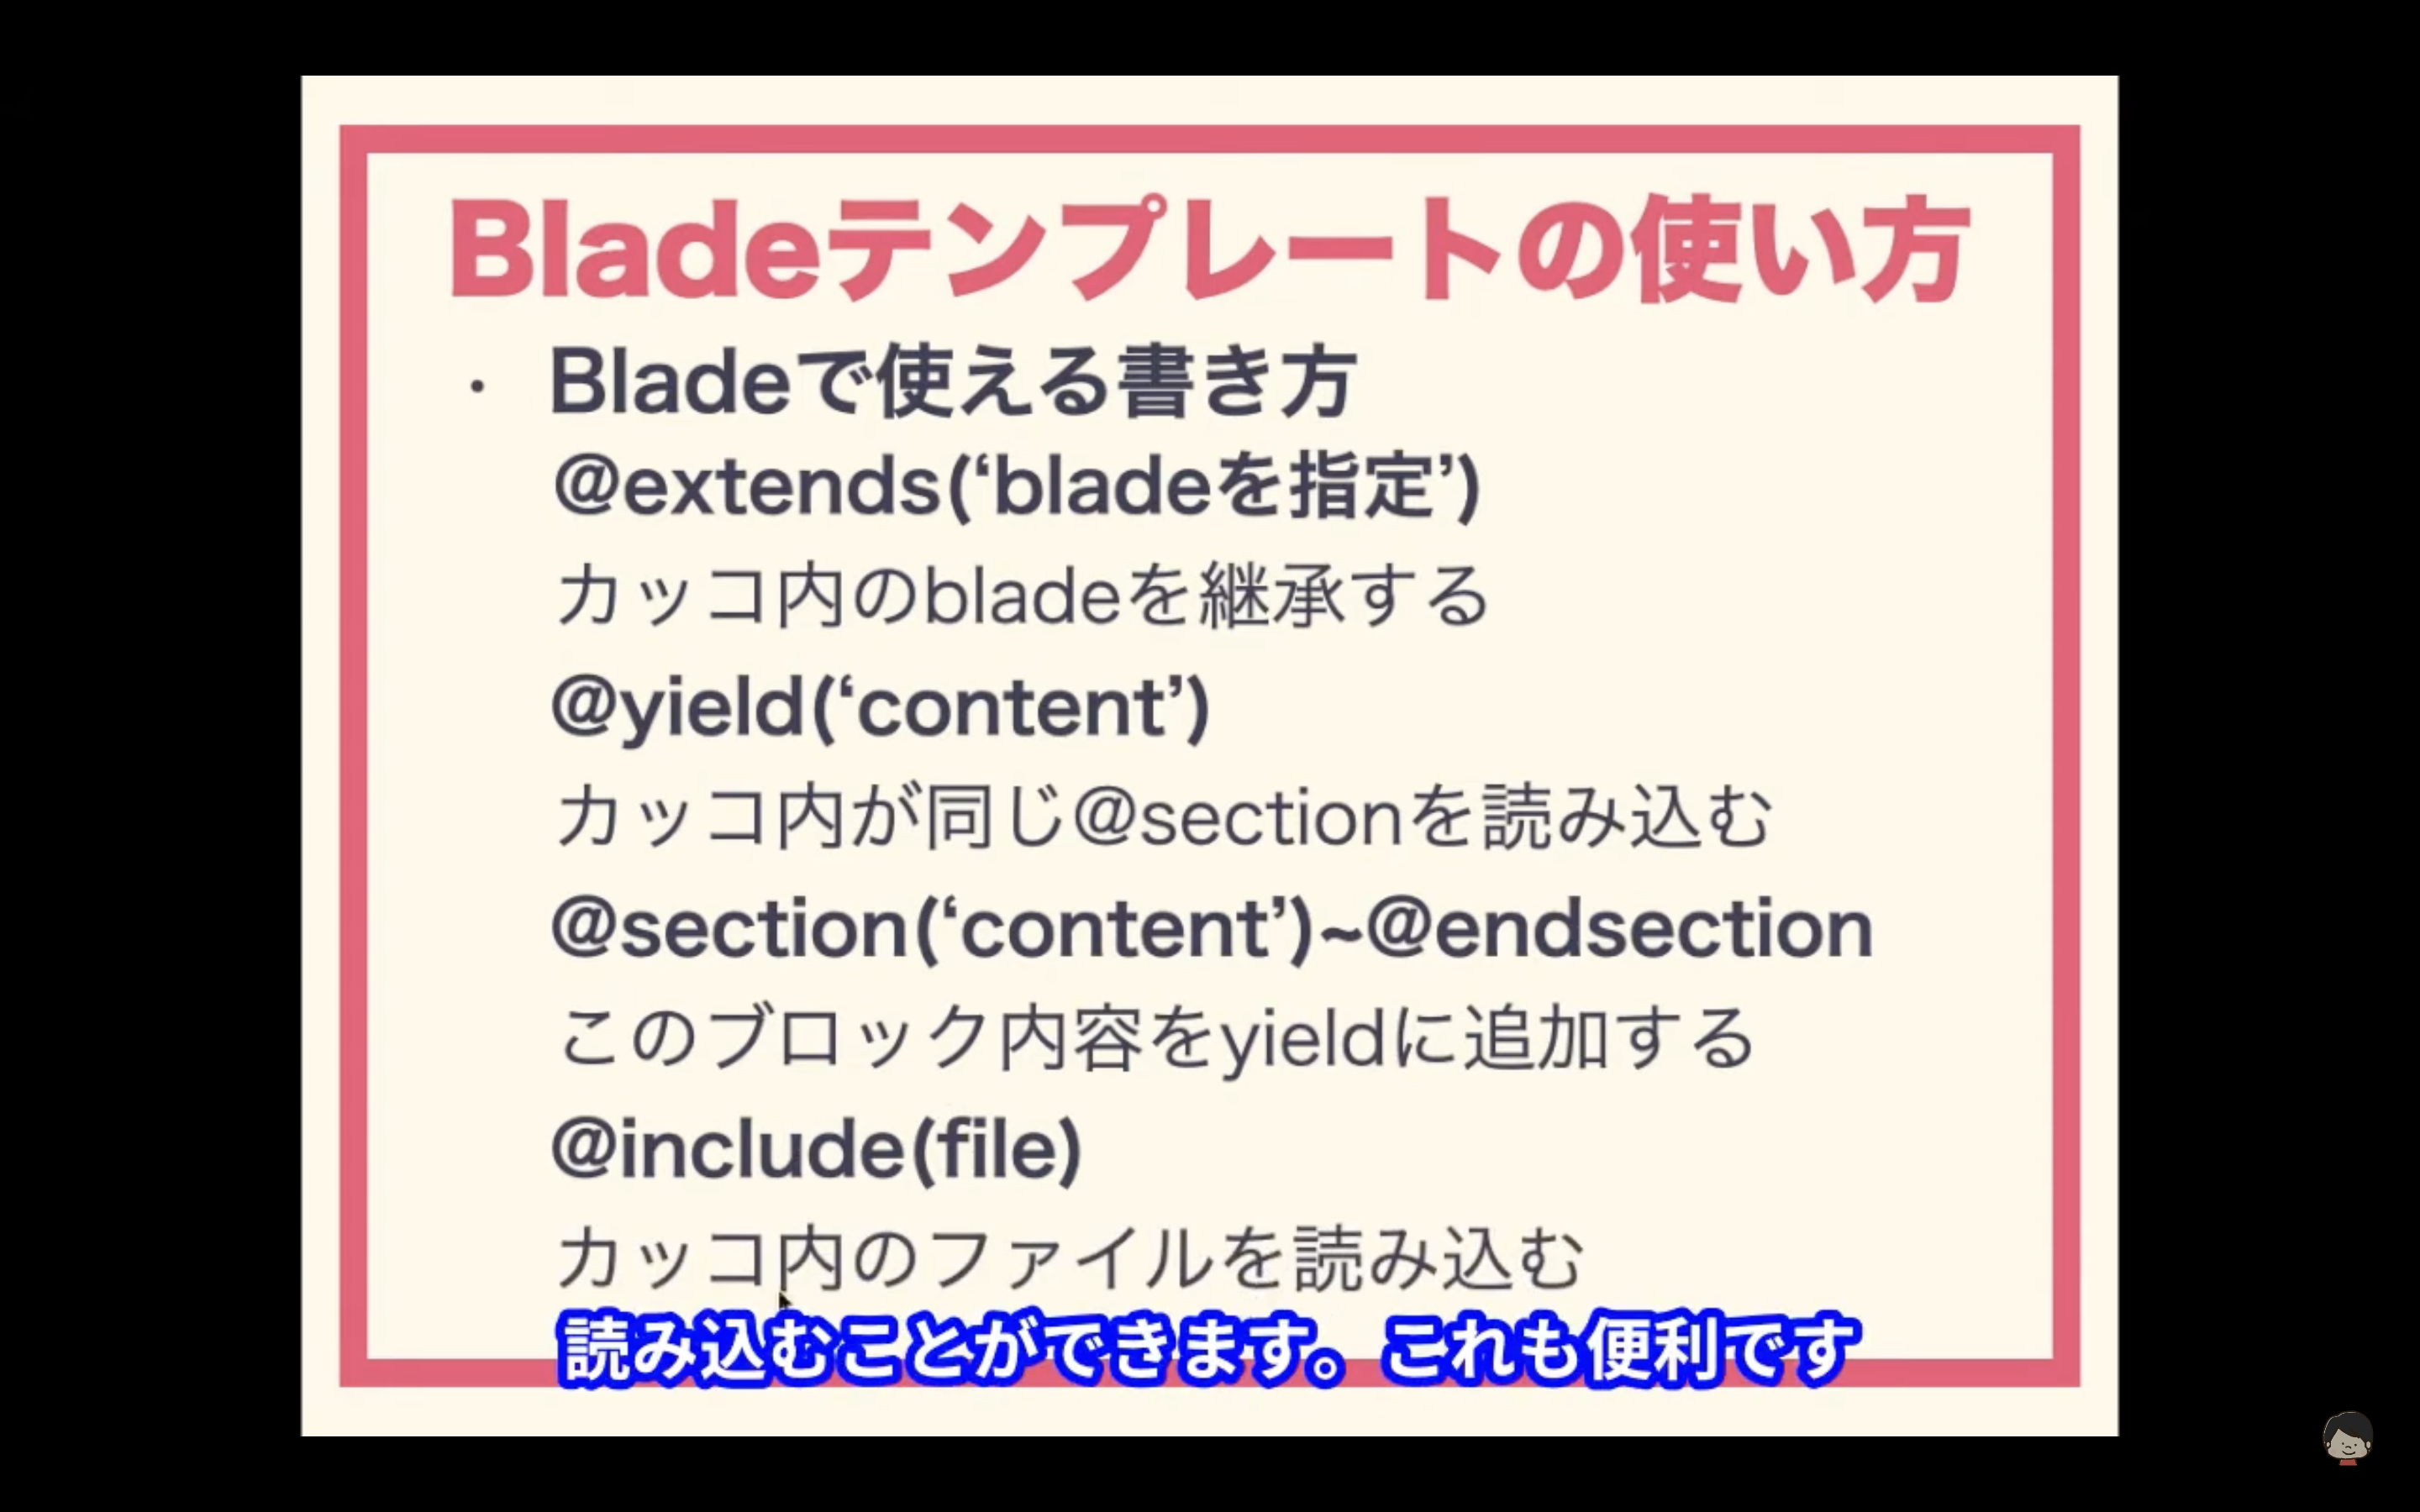 Bladeテンプレートの使い方
・ Bladeで使える書き方
@extends(‘bladeを指定’)
カッコ内のbladeを継承する
@yield(‘content’)
カッコ内が同じ@sectionを読み込む
@section(‘content’)~@endsection
このブロック内容をyieldに追加する
@include(file)
カッコ内のファイルを読み込む
読み込むことができます。これも便利です